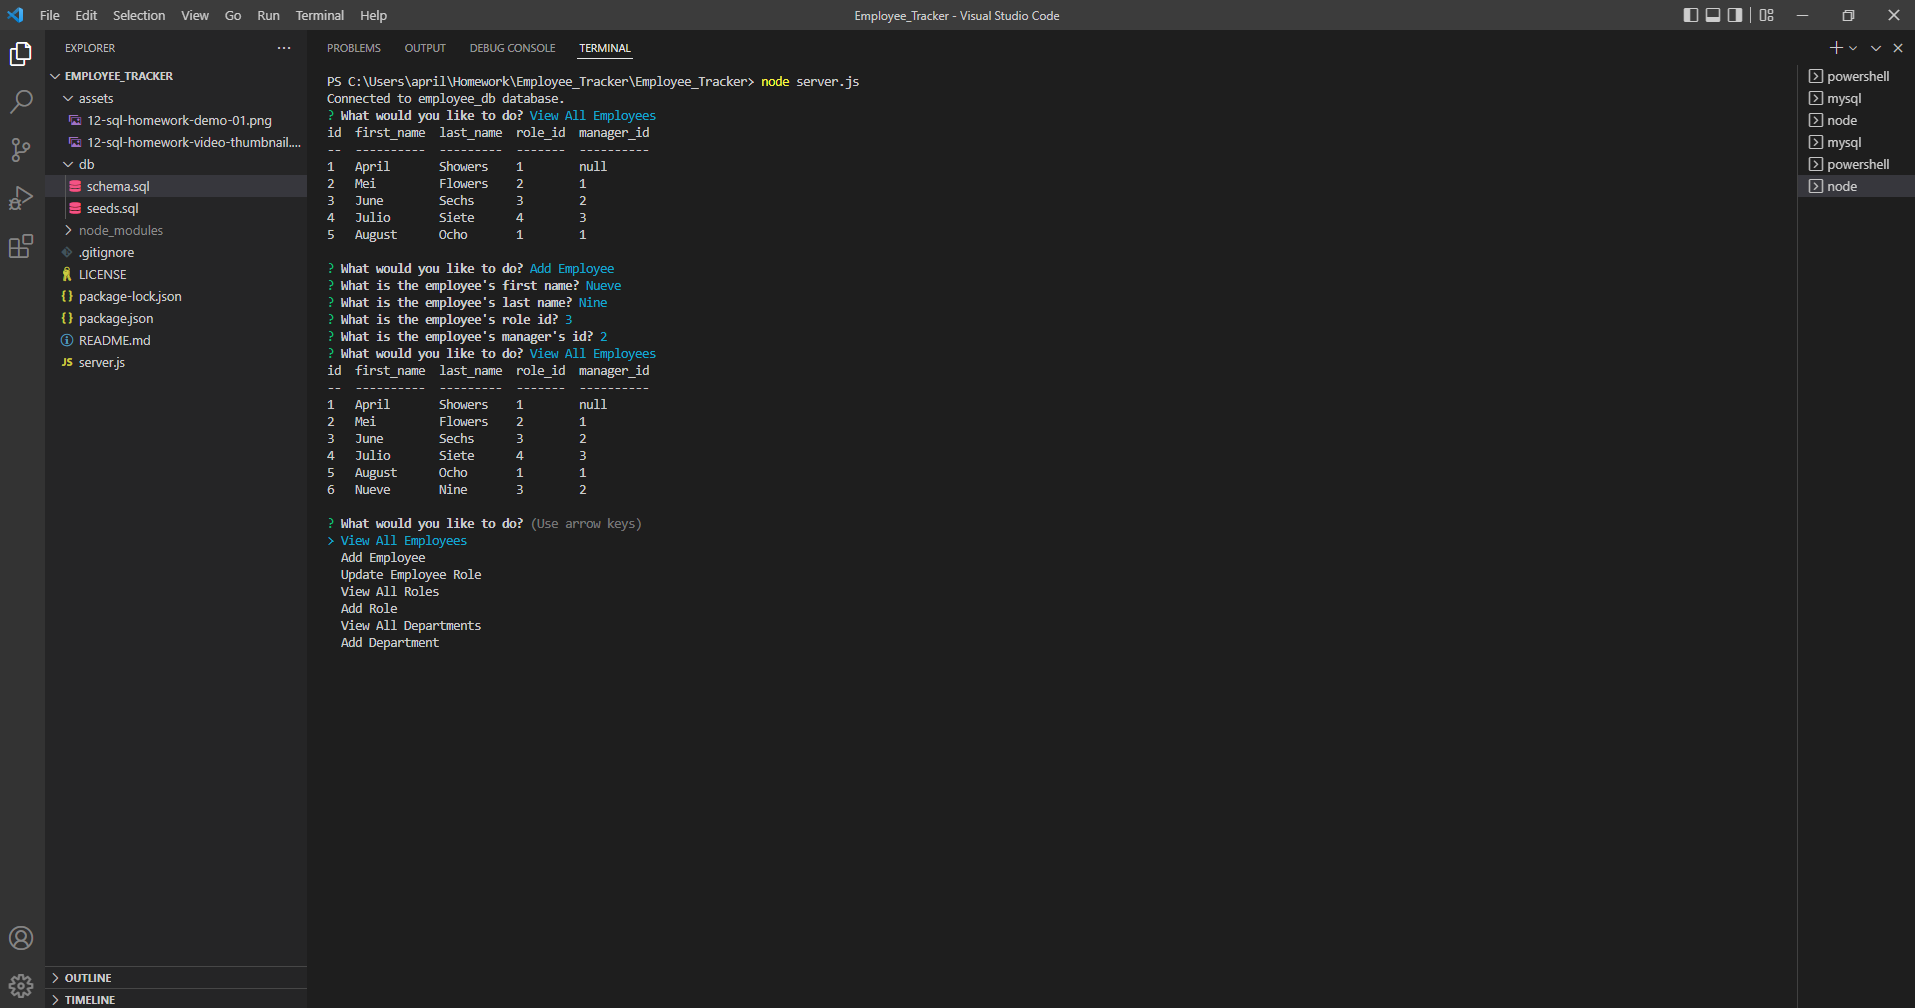 File Edit Selection View Go Run Terminal Help
Employee_Tracker - Visual Studio Code
EXPLORER
EMPLOYEE_TRACKER
assets
12-sql-homework-demo-01.png
12-sql-homework-video-thumbnail....
db
schema.sql
seeds.sql
node_modules
.gitignore
LICENSE
package-lock.json
package.json
README.md
JS server.js
OUTLINE
TIMELINE
PROBLEMS OUTPUT DEBUG CONSOLE TERMINAL
PS C:\Users\april\Homework\Employee_Tracker\Employee_Tracker> node server.js
Connected to employee_db database.
? What would you like to do? View All Employees
id first_name last_name role_id manager_id
-- ---------- --------- ------- ----------
1 April Showers 1 null
2 Mei Flowers 2 1
3 June Sechs 3 2
4 Julio Siete 4 3
5 August Ocho 1 1
? What would you like to do? Add Employee
? What is the employee's first name? Nueve
? What is the employee's last name? Nine
? What is the employee's role id? 3
? What is the employee's manager's id? 2
? What would you like to do? View All Employees
id first_name last_name role_id manager_id
-- ---------- --------- ------- ----------
1 April Showers 1 null
2 Mei Flowers 2 1
3 June Sechs 3 2
4 Julio Siete 4 3
5 August Ocho 1 1
6 Nueve Nine 3 2
? What would you like to do? (Use arrow keys)
> View All Employees
Add Employee
Update Employee Role
View All Roles
Add Role
View All Departments
Add Department
powershell
mysql
node
mysql
powershell
node